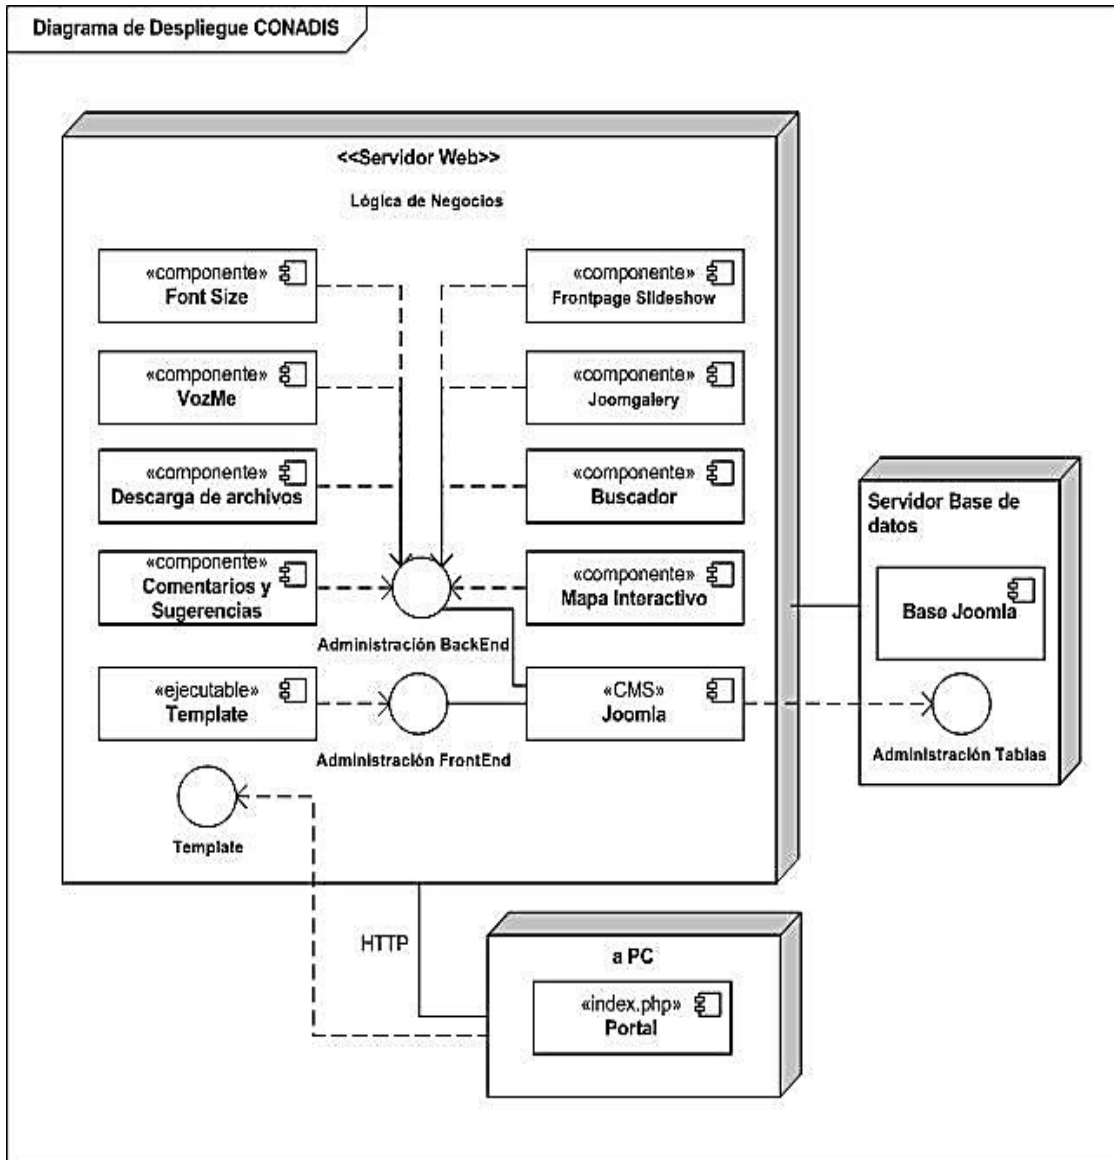 Diagrama de Despliegue CONADIS
<<Servidor Web>>
Lógica de Negocios
«componente»
Font Size
«componente»
Frontpage Slideshow
«componente»
VozMe
«componente»
Joomgalery
«componente»
Descarga de archivos
«componente»
Buscador
«componente»
Comentarios y
Sugerencias
«componente»
Mapa Interactivo
Administración BackEnd
«ejecutable»
Template
«CMS»
Joomla
Administración FrontEnd
Template
Servidor Base de
datos
Base Joomla
Administración Tablas
HTTP
a PC
«index.php»
Portal